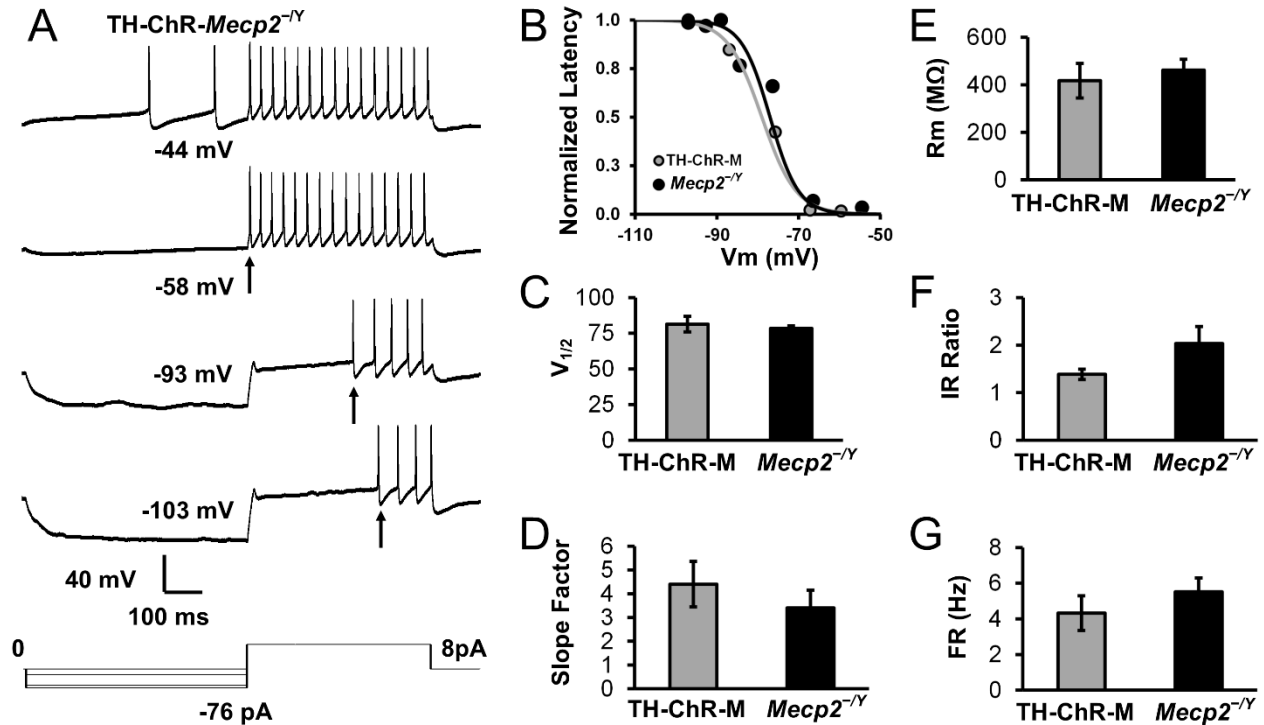 A
TH-ChR-Mecp2⁻/Y
-44 mV
-58 mV
-93 mV
-103 mV
40 mV
100 ms
0
8pA
-76 pA
B
Normalized Latency
1.0
0.8
0.5
0.3
0.0
-110
-90
-70
-50
Vm (mV)
TH-ChR-M
Mecp2⁻/Y
C
V1/2
100
75
50
25
0
TH-ChR-M
Mecp2⁻/Y
D
Slope Factor
6
5
4
3
2
1
0
TH-ChR-M
Mecp2⁻/Y
E
Rm (MΩ)
600
400
200
0
TH-ChR-M
Mecp2⁻/Y
F
IR Ratio
3
2
1
0
TH-ChR-M
Mecp2⁻/Y
G
FR (Hz)
8
6
4
2
0
TH-ChR-M
Mecp2⁻/Y